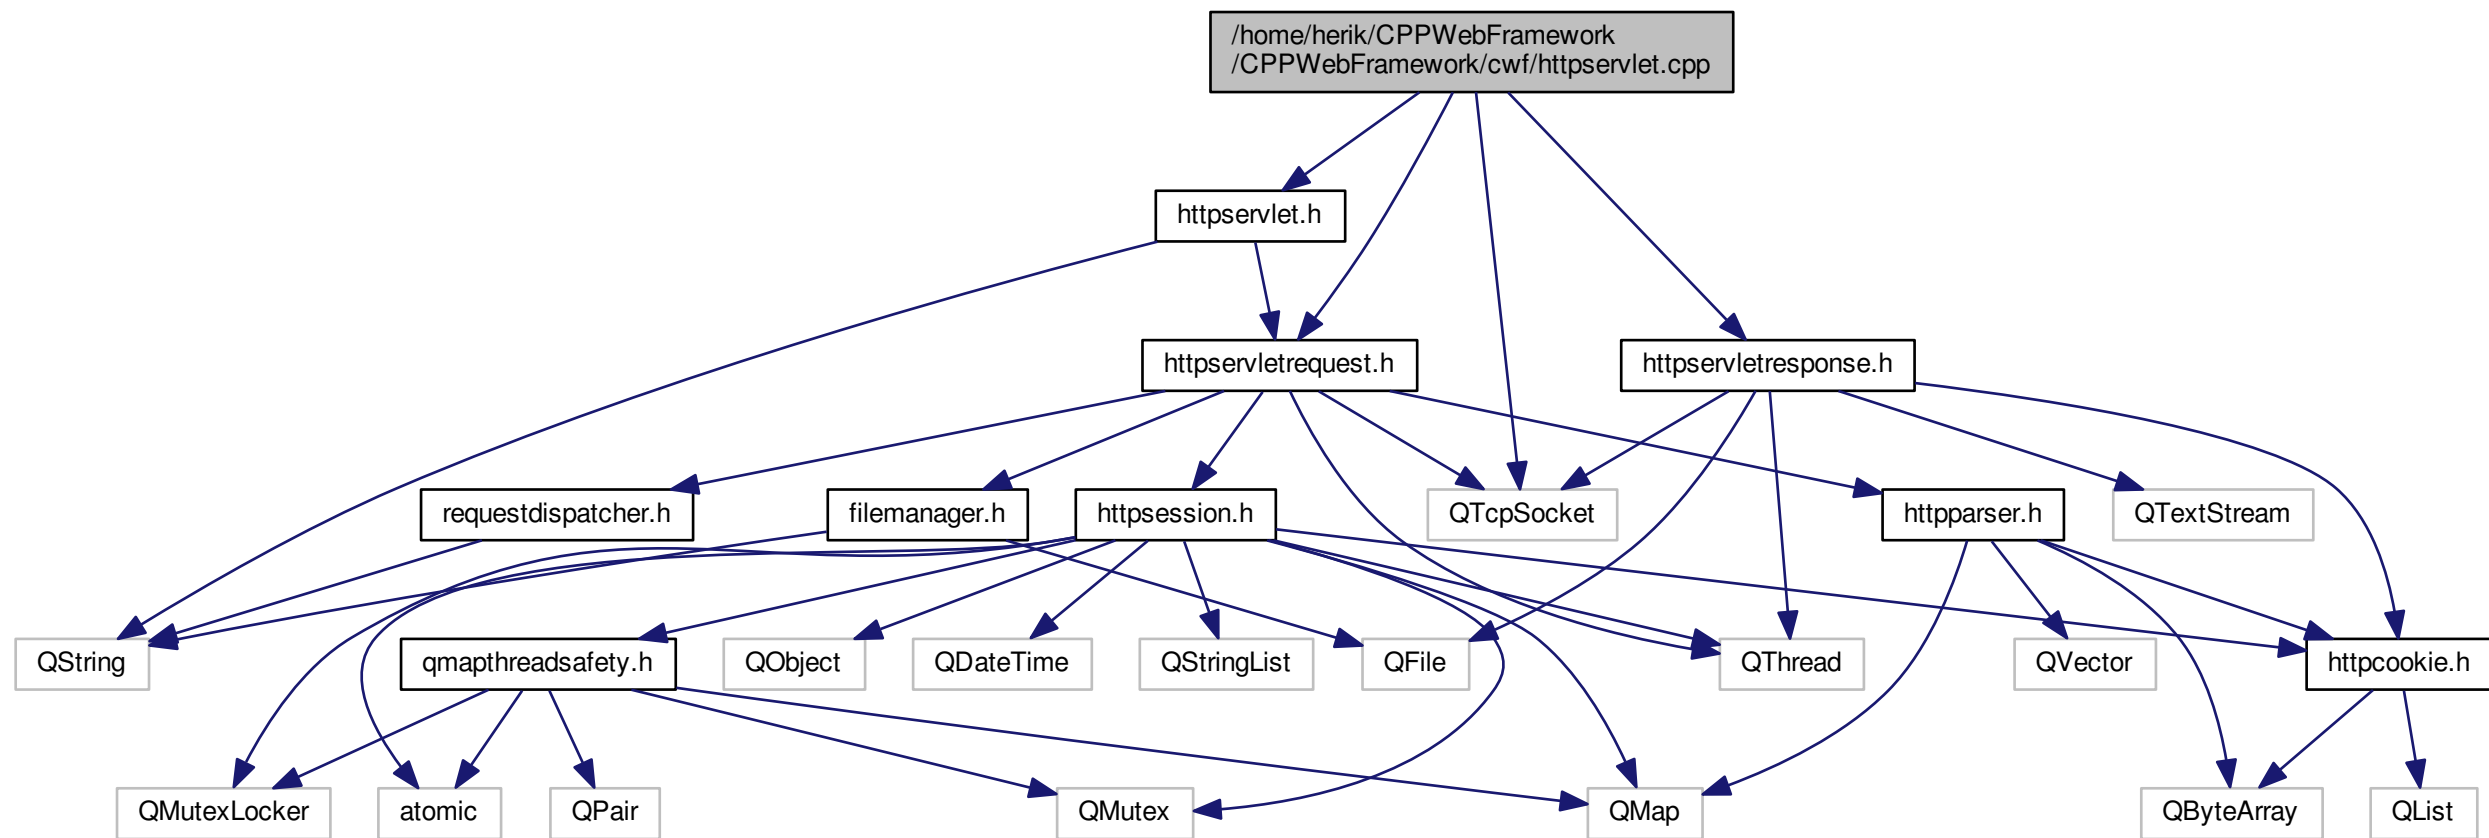 /home/herik/CPPWebFramework
/CPPWebFramework/cwf/httpservlet.cpp
httpservlet.h
httpservletrequest.h
httpservletresponse.h
requestdispatcher.h
filemanager.h
httpsession.h
QTcpSocket
httpparser.h
QTextStream
QString
qmapthreadsafety.h
QObject
QDateTime
QStringList
QFile
QThread
QVector
httpcookie.h
QMutexLocker
atomic
QPair
QMutex
QMap
QByteArray
QList